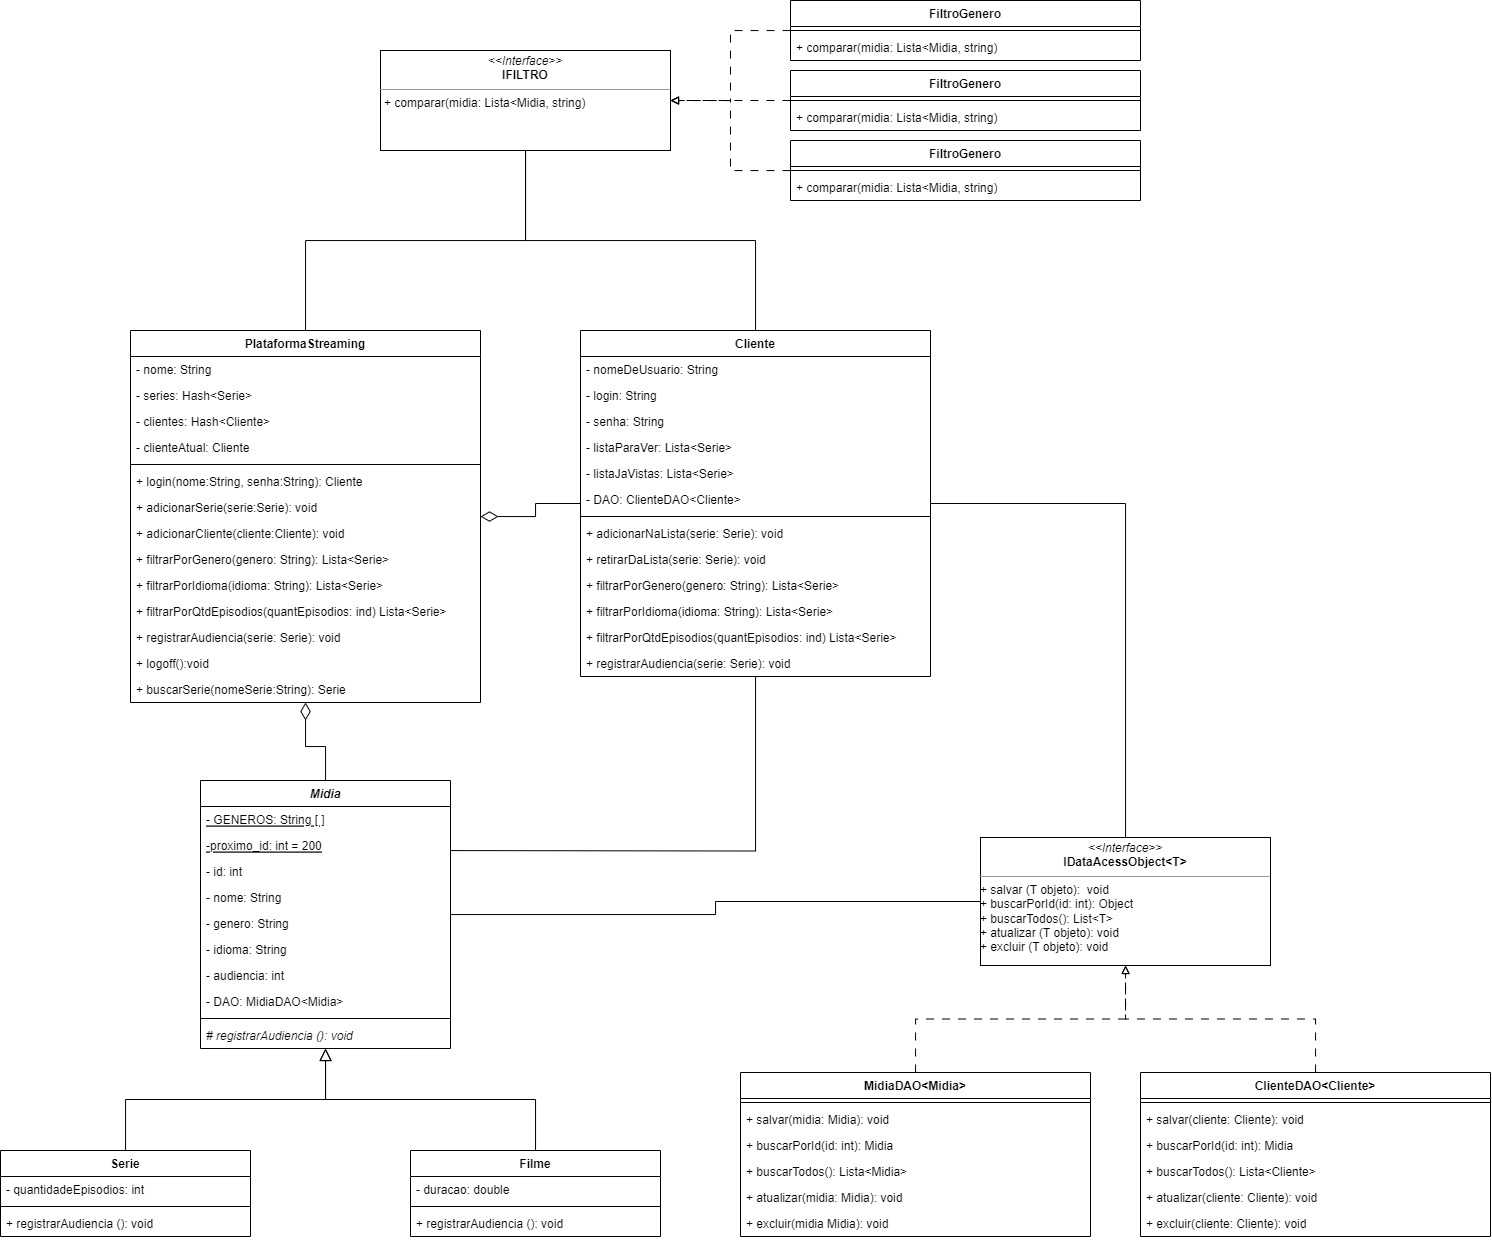 FiltroGenero
+ comparar(midia: Lista<Midia, string)
<<Interface>>
IFILTRO
+ comparar(midia: Lista<Midia, string)
FiltroGenero
+ comparar(midia: Lista<Midia, string)
FiltroGenero
+ comparar(midia: Lista<Midia, string)
PlataformaStreaming
- nome: String
- series: Hash<Serie>
- clientes: Hash<Cliente>
- clienteAtual: Cliente
+ login(nome:String, senha:String): Cliente
+ adicionarSerie(serie:Serie): void
+ adicionarCliente(cliente:Cliente): void
+ filtrarPorGenero(genero: String): Lista<Serie>
+ filtrarPorIdioma(idioma: String): Lista<Serie>
+ filtrarPorQtdEpisodios(quantEpisodios: ind) Lista<Serie>
+ registrarAudiencia(serie: Serie): void
+ logoff():void
+ buscarSerie(nomeSerie:String): Serie
Cliente
- nomeDeUsuario: String
- login: String
- senha: String
- listaParaVer: Lista<Serie>
- listaJaVistas: Lista<Serie>
- DAO: ClienteDAO<Cliente>
+ adicionarNaLista(serie: Serie): void
+ retirarDaLista(serie: Serie): void
+ filtrarPorGenero(genero: String): Lista<Serie>
+ filtrarPorIdioma(idioma: String): Lista<Serie>
+ filtrarPorQtdEpisodios(quantEpisodios: ind) Lista<Serie>
+ registrarAudiencia(serie: Serie): void
Midia
- GENEROS: String [ ]
-proximo_id: int = 200
- id: int
- nome: String
- genero: String
- idioma: String
- audiencia: int
- DAO: MidiaDAO<Midia>
# registrarAudiencia (): void
<<Interface>>
IDataAcessObject<T>
+ salvar (T objeto): void
+ buscarPorId(id: int): Object
+ buscarTodos(): List<T>
+ atualizar (T objeto): void
+ excluir (T objeto): void
Serie
- quantidadeEpisodios: int
+ registrarAudiencia (): void
Filme
- duracao: double
+ registrarAudiencia (): void
MidiaDAO<Midia>
+ salvar(midia: Midia): void
+ buscarPorId(id: int): Midia
+ buscarTodos(): Lista<Midia>
+ atualizar(midia: Midia): void
+ excluir(midia Midia): void
ClienteDAO<Cliente>
+ salvar(cliente: Cliente): void
+ buscarPorId(id: int): Midia
+ buscarTodos(): Lista<Cliente>
+ atualizar(cliente: Cliente): void
+ excluir(cliente: Cliente): void